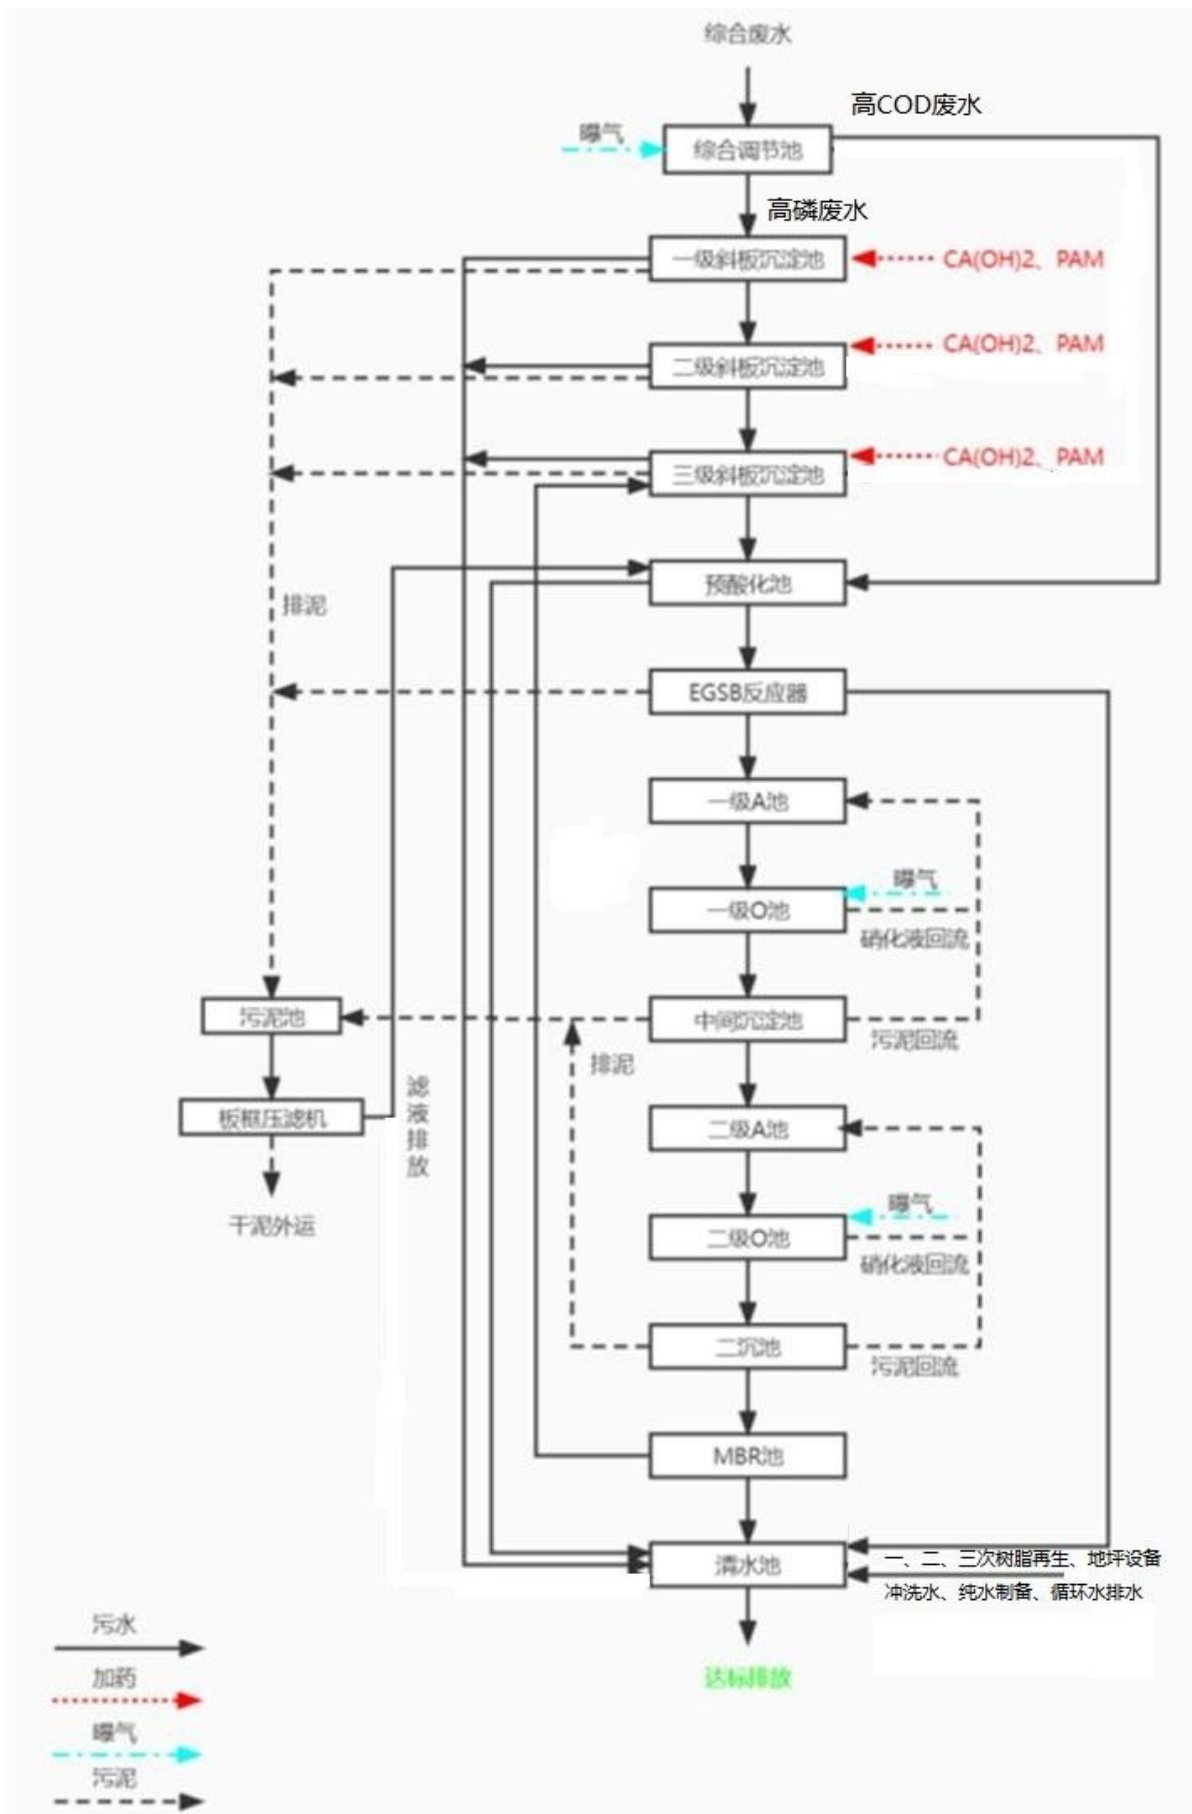 综合废水
高COD废水
曝气
综合调节池
高磷废水
一级斜板沉淀池
CA(OH)2、PAM
二级斜板沉淀池
CA(OH)2、PAM
三级斜板沉淀池
CA(OH)2、PAM
预酸化池
排泥
EGSB反应器
一级A池
曝气
一级O池
硝化液回流
污泥池
中间沉淀池
污泥回流
排泥
板框压滤机
滤液排放
二级A池
干泥外运
曝气
二级O池
硝化液回流
二沉池
污泥回流
MBR池
清水池
一、二、三次树脂再生、地坪设备
冲洗水、纯水制备、循环水排水
达标排放
污水
加药
曝气
污泥